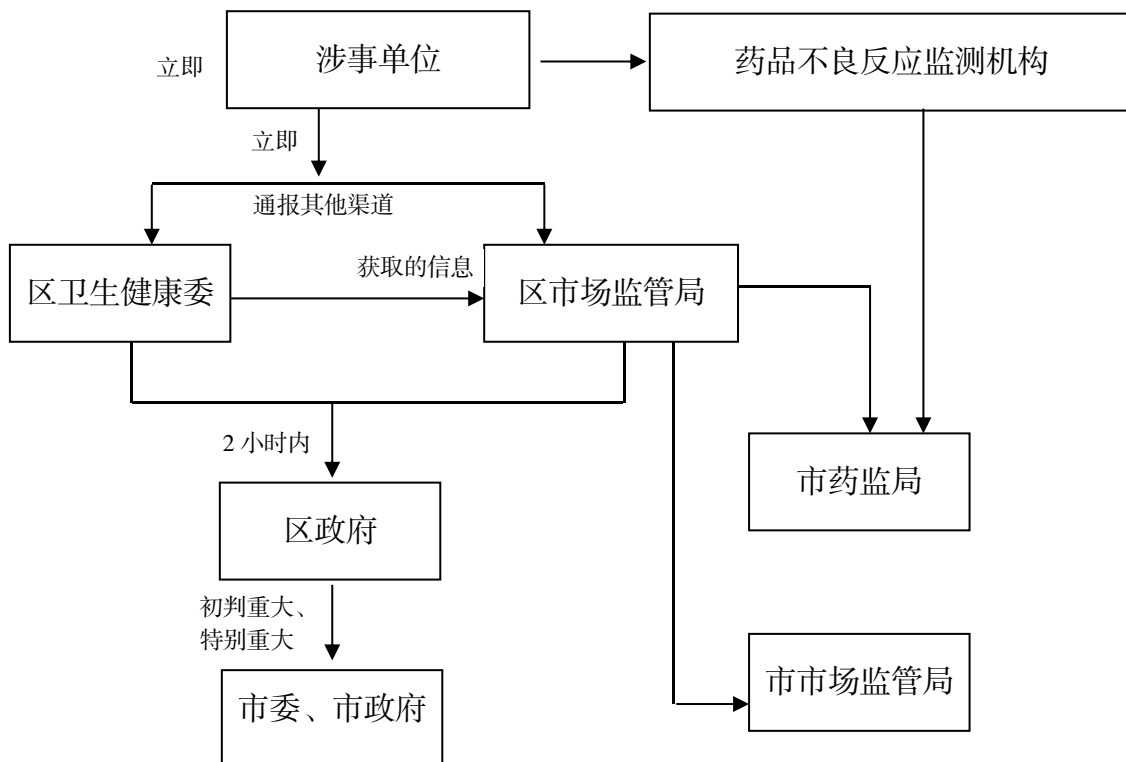 涉事单位
药品不良反应监测机构
立即
立即
通报其他渠道
获取的信息
区卫生健康委
区市场监管局
2 小时内
市药监局
区政府
初判重大、
特别重大
市市场监管局
市委、市政府